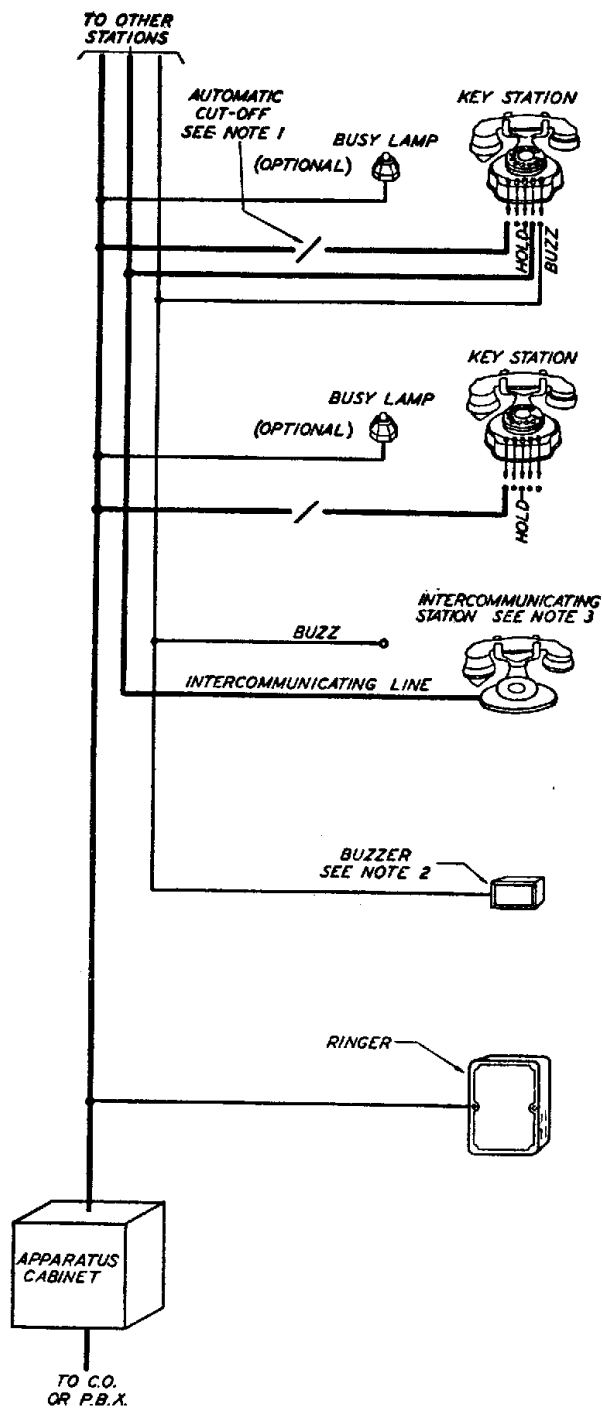 TO OTHER
STATIONS
AUTOMATIC
CUT-OFF
SEE NOTE 1
BUSY LAMP
(OPTIONAL)
KEY STATION
HOLD
BUZZ
KEY STATION
BUSY LAMP
(OPTIONAL)
HOLD
INTERCOMMUNICATING
STATION SEE NOTE 3
BUZZ
INTERCOMMUNICATING LINE
BUZZER
SEE NOTE 2
RINGER
APPARATUS
CABINET
TO C.O.
OR P.B.X.